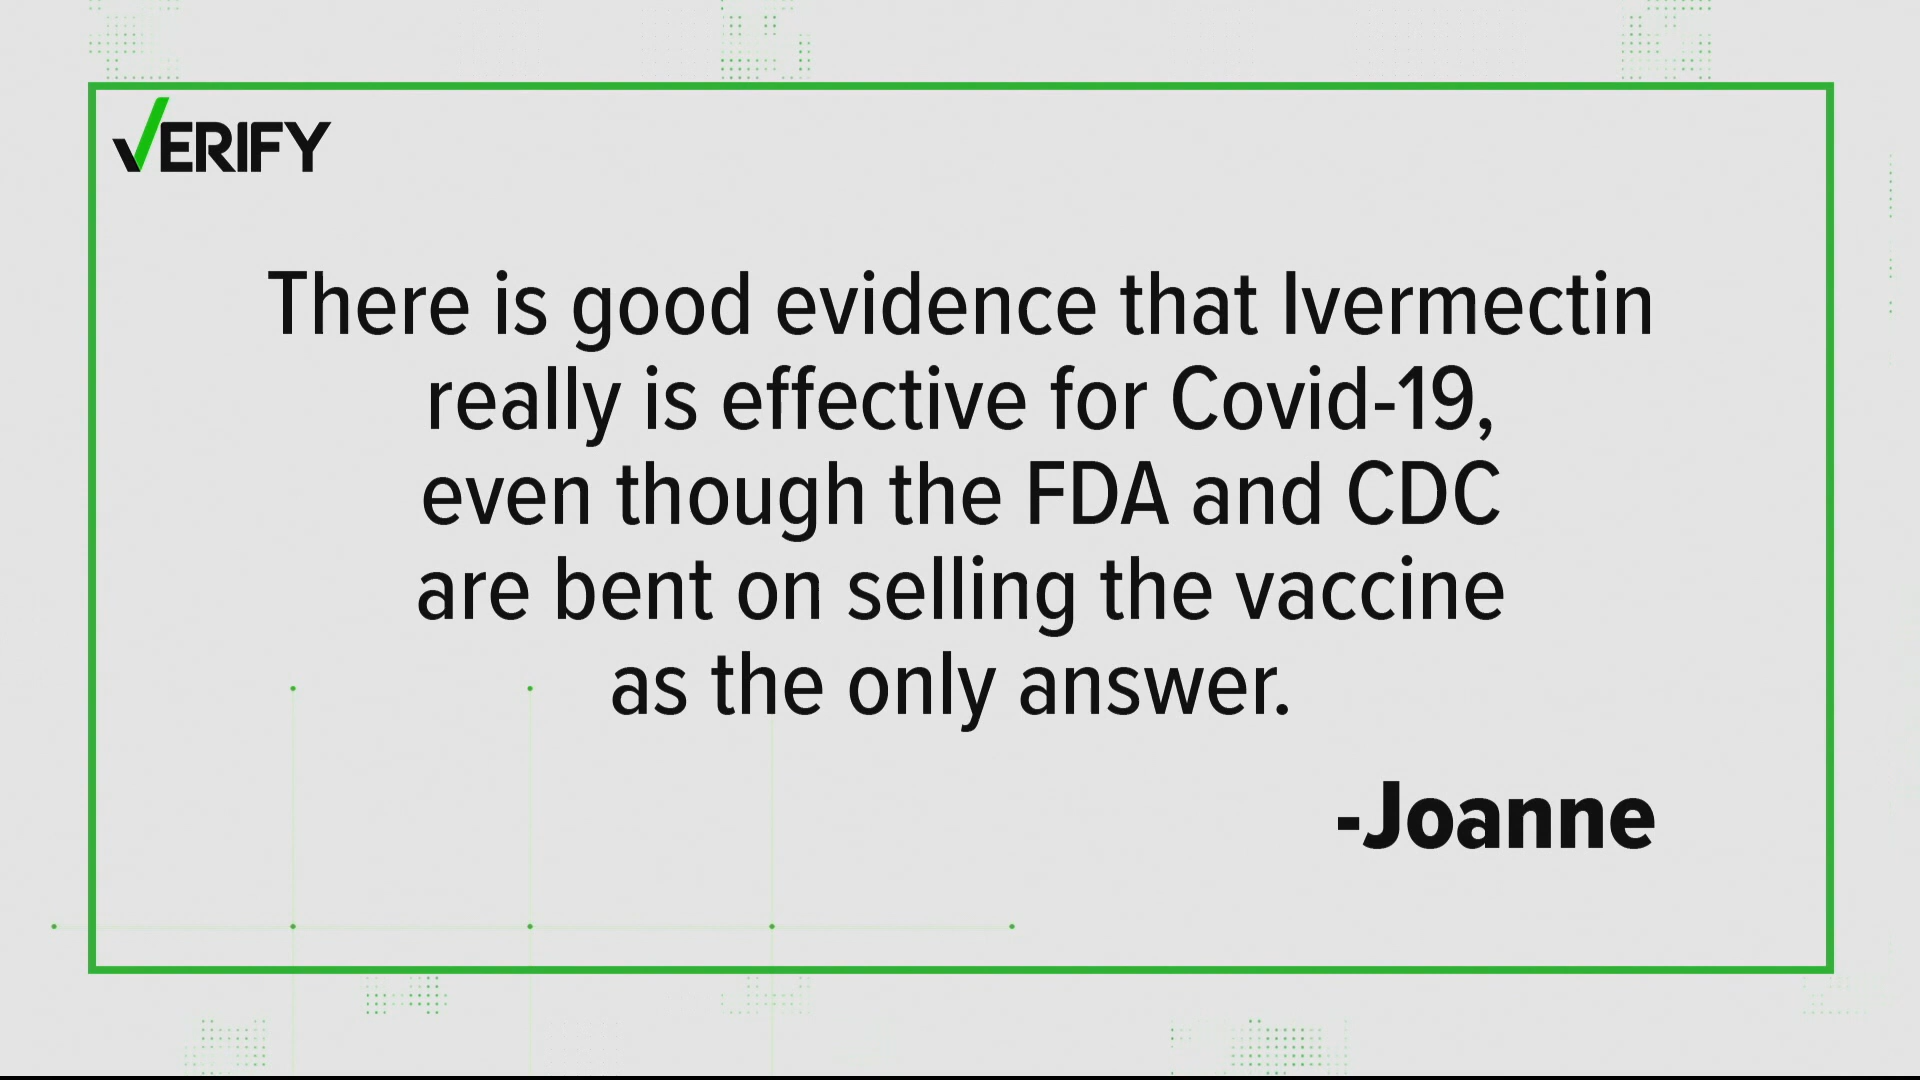 VERIFY
There is good evidence that Ivermectin
really is effective for Covid-19,
even though the FDA and CDC
are bent on selling the vaccine
as the only answer.
-Joanne